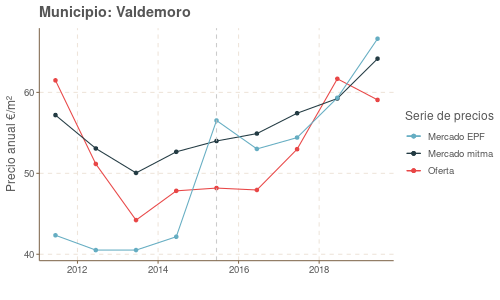 Municipio: Valdemoro
Precio anual €/m²
60
50
40
2012
2014
2016
2018
Serie de precios
Mercado EPF
Mercado mitma
Oferta